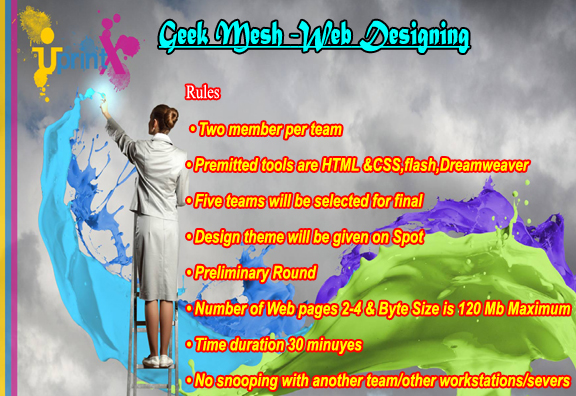 UprintX
Geek Mesh -Web Designing
Rules
• Two member per team
• Premitted tools are HTML &CSS,flash,Dreamweaver
• Five teams will be selected for final
• Design theme will be given on Spot
• Preliminary Round
• Number of Web pages 2-4 & Byte Size is 120 Mb Maximum
• Time duration 30 minuyes
• No snooping with another team/other workstations/severs